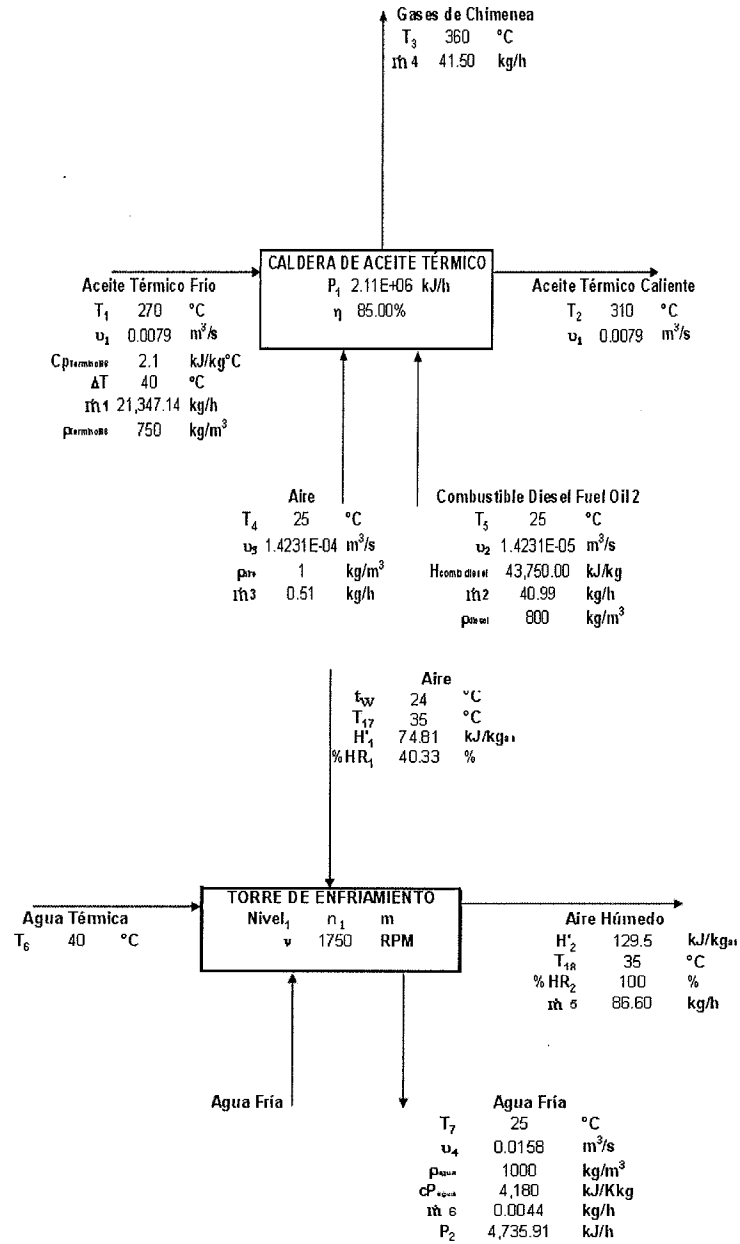 Gases de Chimenea
T3 360 °C
ṁ 4 41.50 kg/h
CALDERA DE ACEITE TÉRMICO
P1 2.11E+06 kJ/h
η 85.00%
Aceite Térmico Frío
T1 270 °C
υ1 0.0079 m³/s
CpTherminol66 2.1 kJ/kg°C
ΔT 40 °C
ṁ1 21,347.14 kg/h
ρTherminol66 750 kg/m³
Aceite Térmico Caliente
T2 310 °C
υ1 0.0079 m³/s
Aire
T4 25 °C
υ5 1.4231E-04 m³/s
ρaire 1 kg/m³
ṁ3 0.51 kg/h
Combustible Diesel Fuel Oil 2
T5 25 °C
υ2 1.4231E-05 m³/s
Hcomb diesel 43,750.00 kJ/kg
ṁ2 40.99 kg/h
ρdiesel 800 kg/m³
Aire
tW 24 °C
T17 35 °C
H'1 74.81 kJ/kgas
%HR1 40.33 %
TORRE DE ENFRIAMIENTO
Nivel1 n1 m
ν 1750 RPM
Agua Térmica
T6 40 °C
Aire Húmedo
H'2 129.5 kJ/kgas
T18 35 °C
%HR2 100 %
ṁ 5 86.60 kg/h
Agua Fría
Agua Fría
T7 25 °C
υ4 0.0158 m³/s
ρagua 1000 kg/m³
cPagua 4,180 kJ/Kkg
ṁ 6 0.0044 kg/h
P2 4,735.91 kJ/h